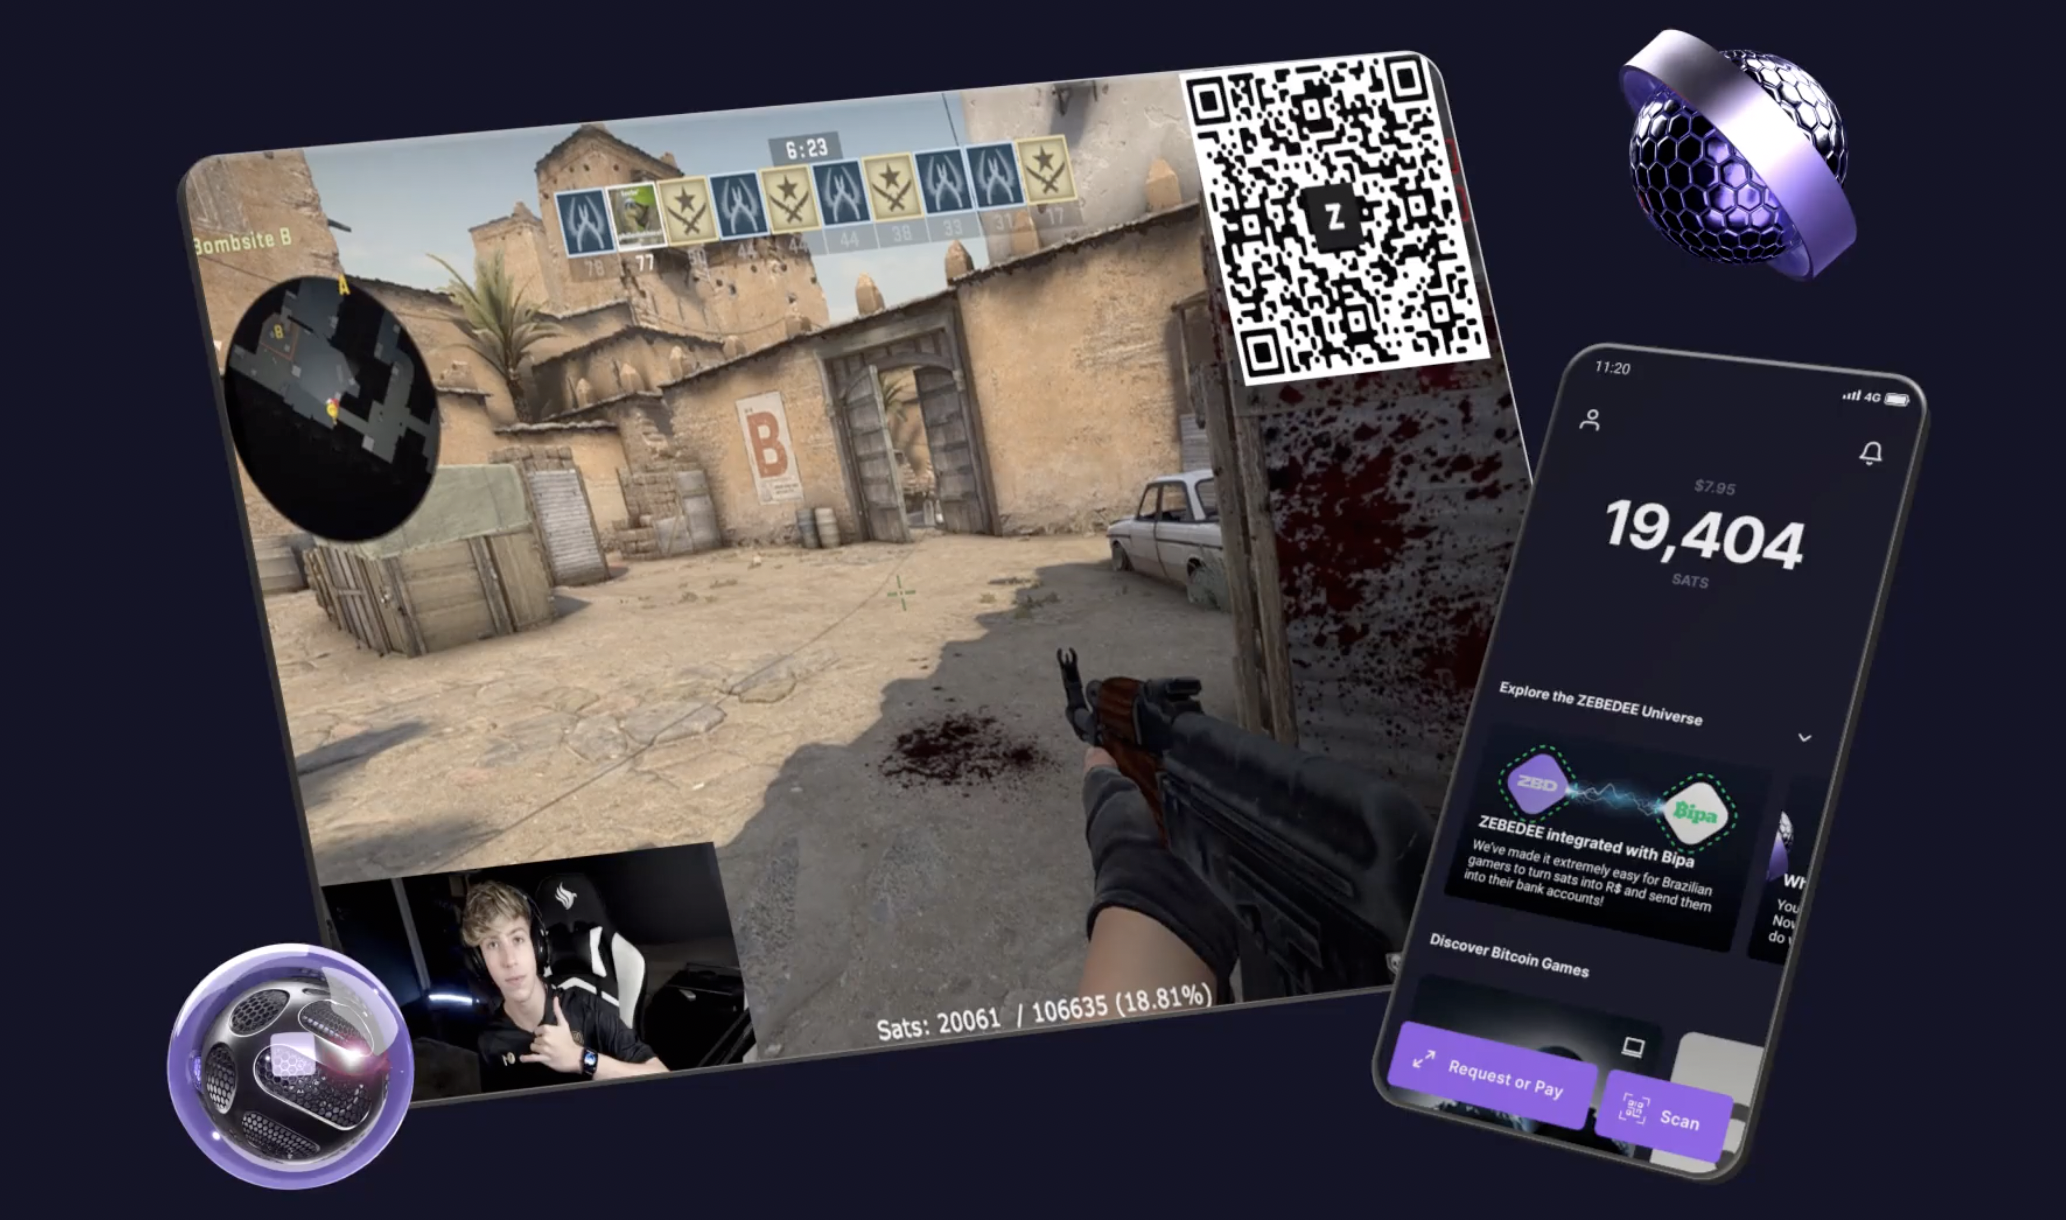 6:23
Bombsite B
A
B
78 77 44 44 44 38 33 31 17
B
Z
Sats: 20061 / 106635 (18.81%)
11:20
4G
$7.95
19,404
SATS
Explore the ZEBEDEE Universe
ZBD
Bipa
ZEBEDEE integrated with Bipa
We've made it extremely easy for Brazilian
gamers to turn sats into R$ and send them
into their bank accounts!
You
Discover Bitcoin Games
Request or Pay
Scan